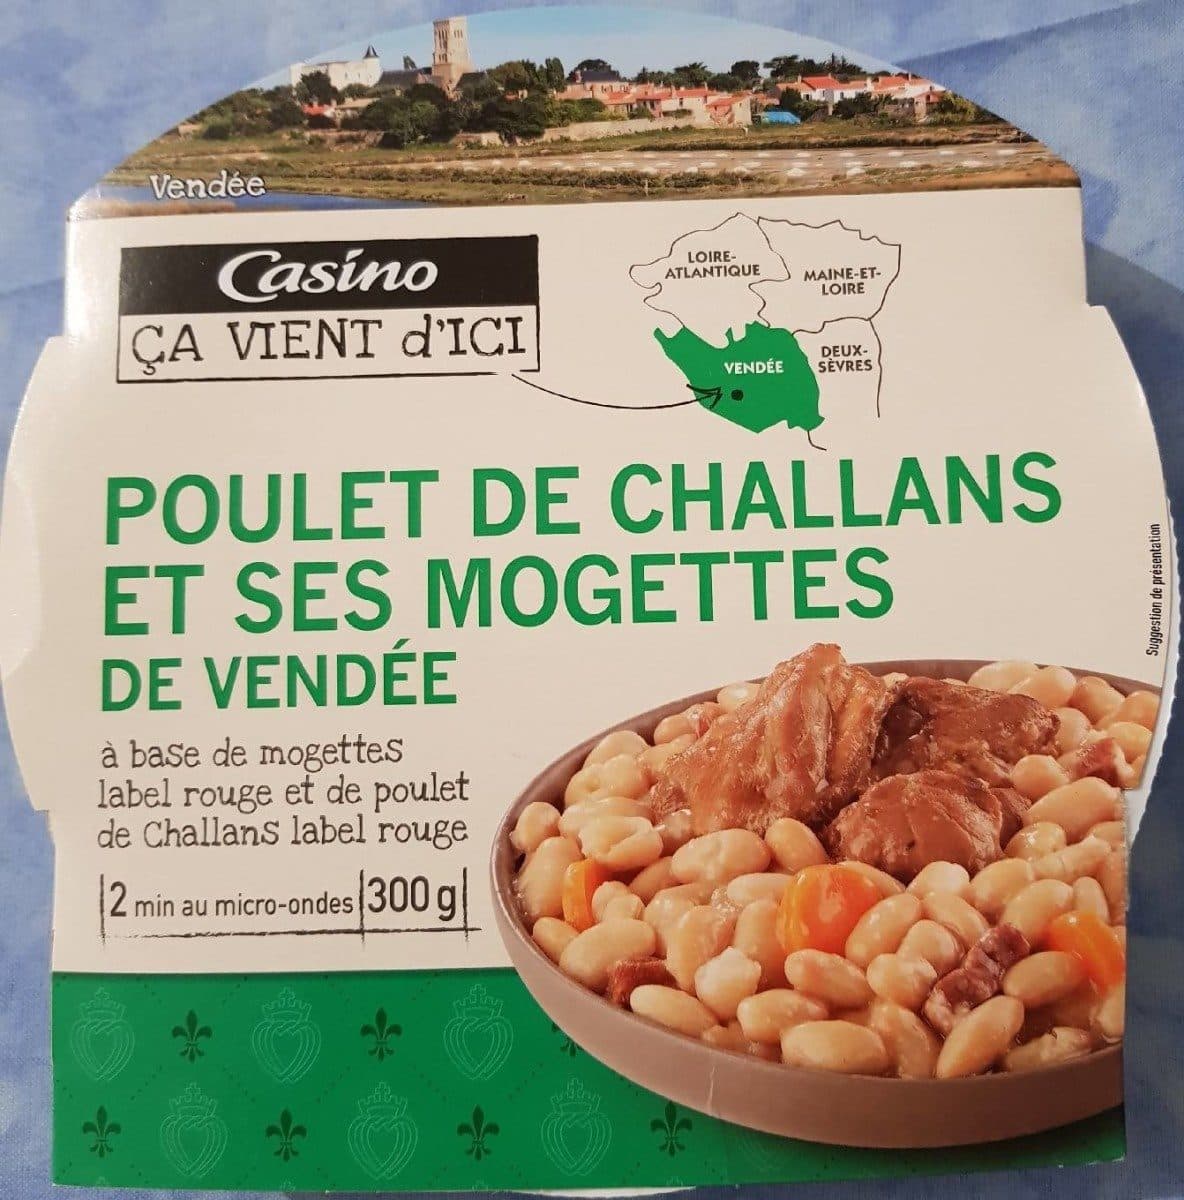 Vendée
Casino
ÇA VIENT d'ICI
LOIRE-
ATLANTIQUE
MAINE-ET-
LOIRE
VENDÉE
DEUX-
SÈVRES
POULET DE CHALLANS
ET SES MOGETTES
DE VENDÉE
à base de mogettes
label rouge et de poulet
de Challans label rouge
2 min au micro-ondes 300 g
Suggestion de présentation